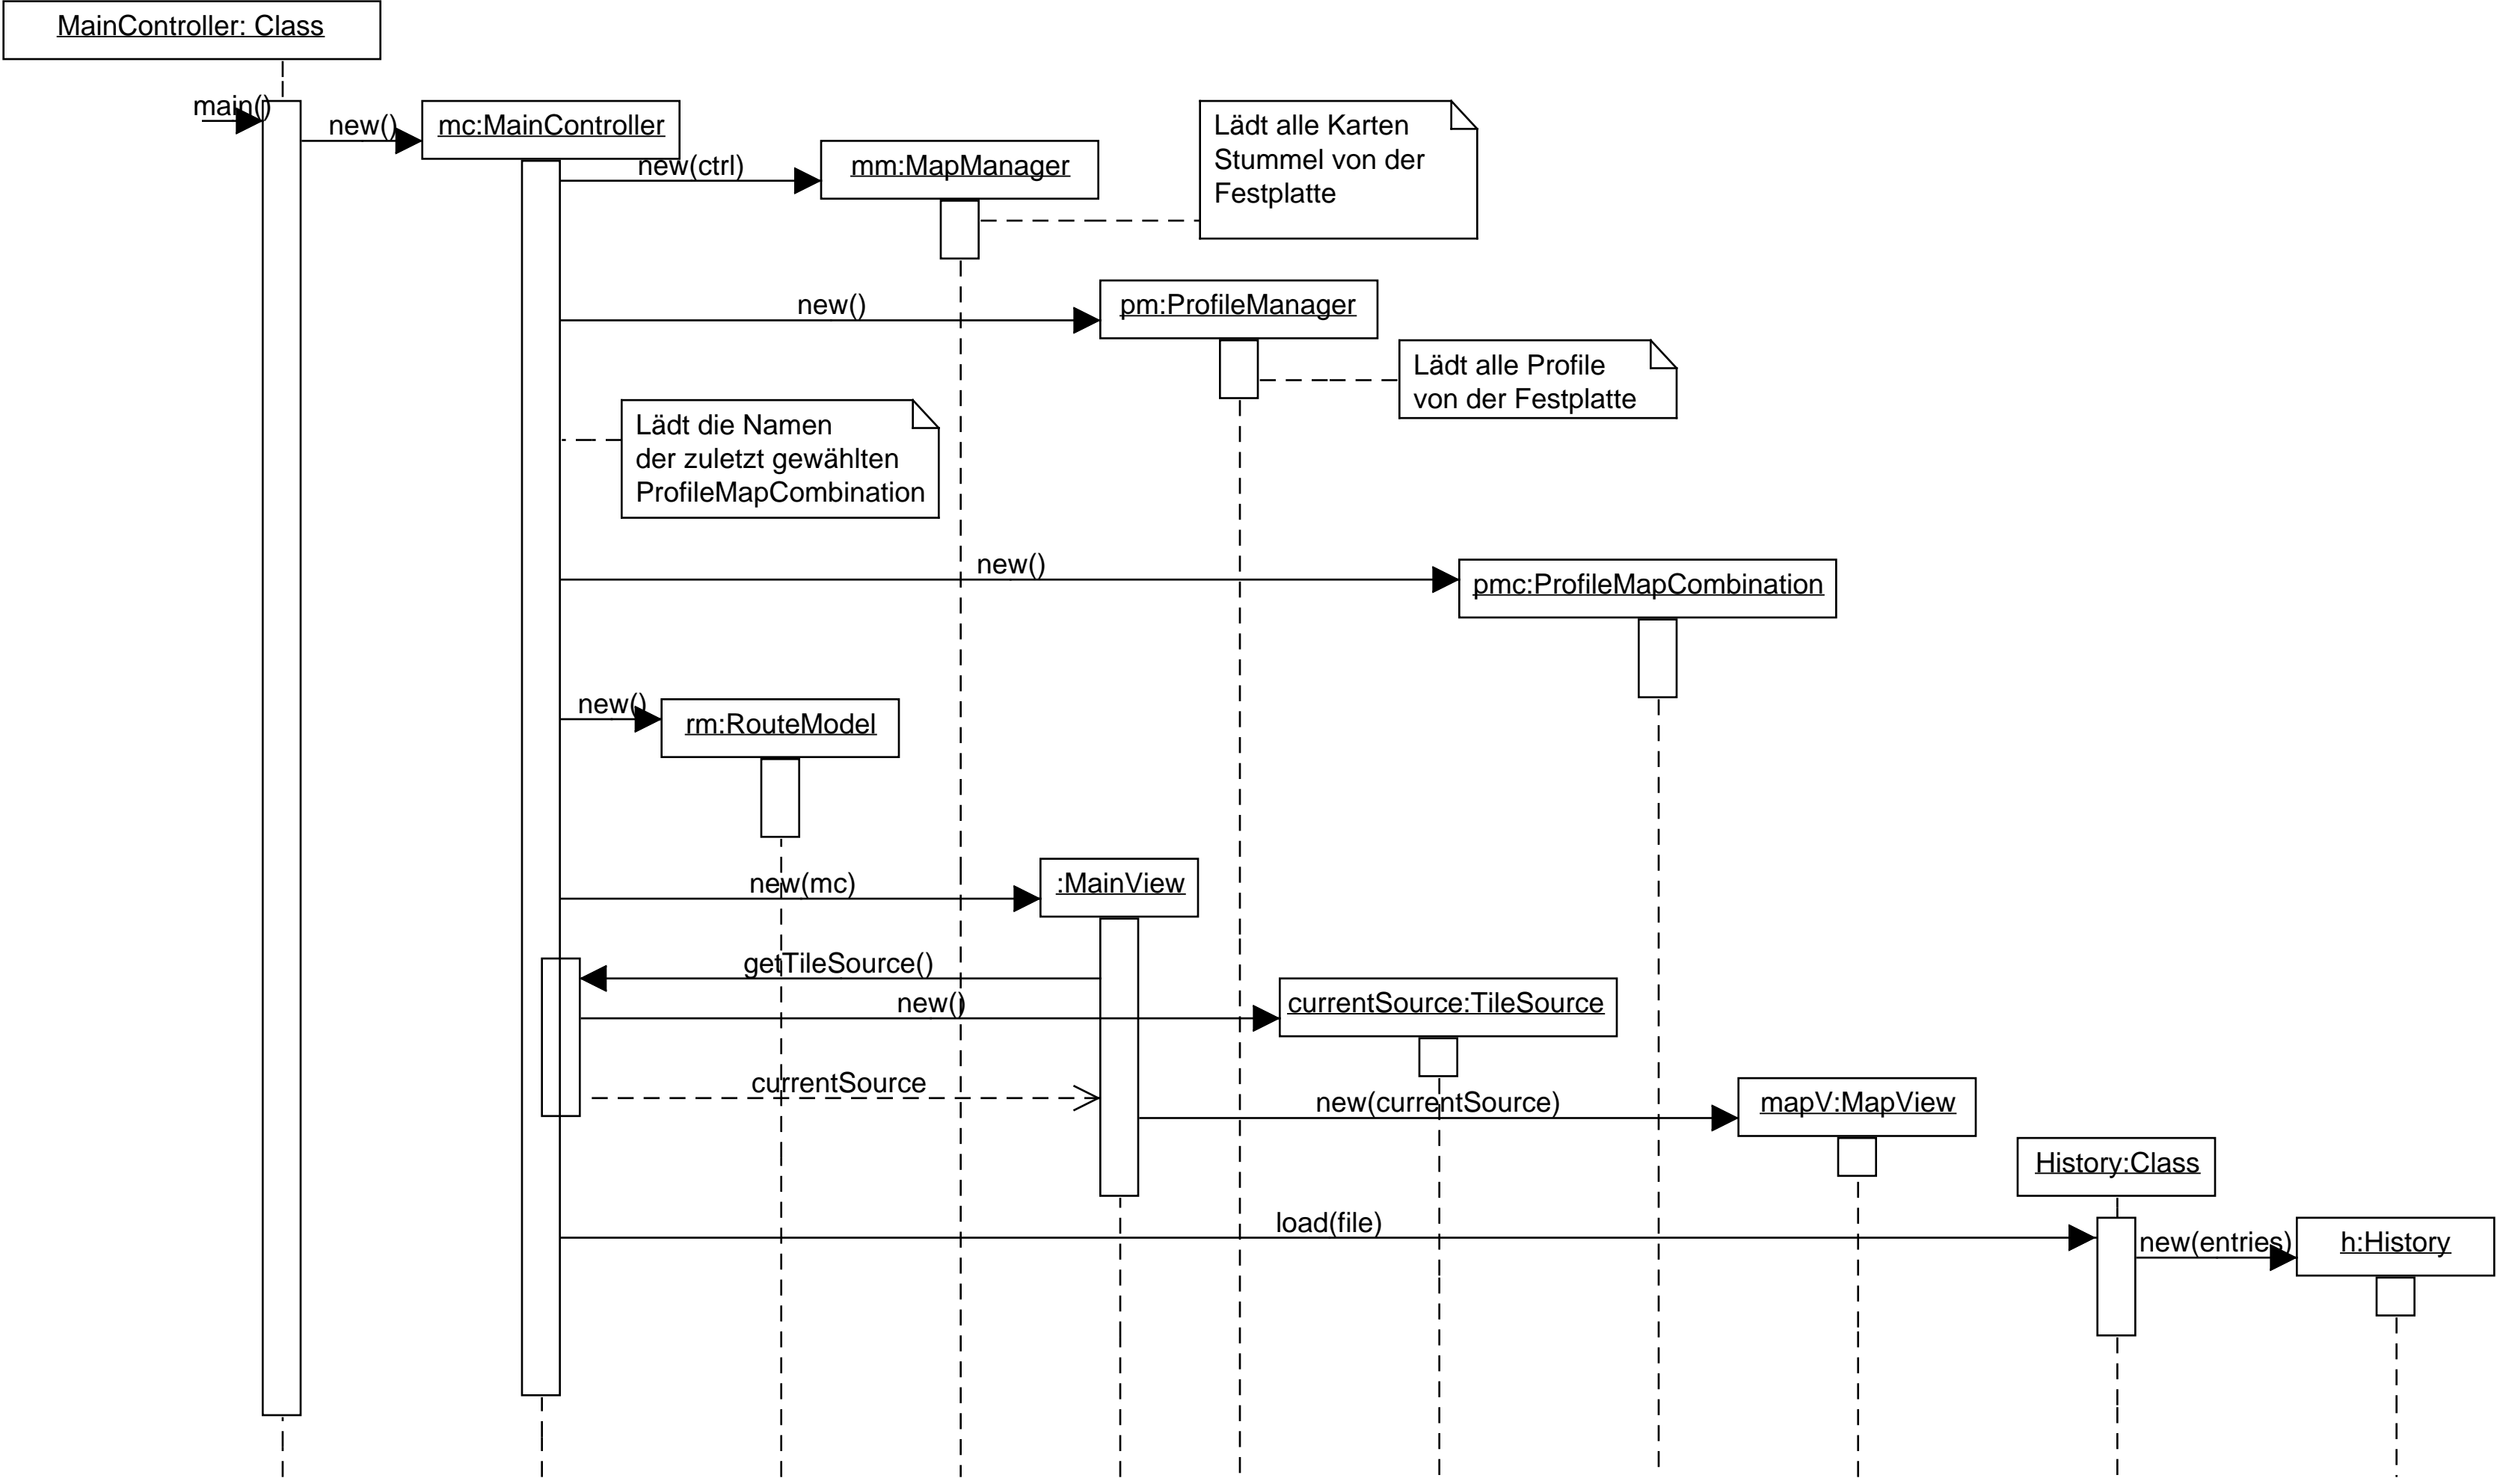 MainController: Class
main()
new()
mc:MainController
new(ctrl)
mm:MapManager
Lädt alle Karten
Stummel von der
Festplatte
new()
pm:ProfileManager
Lädt alle Profile
von der Festplatte
Lädt die Namen
der zuletzt gewählten
ProfileMapCombination
new()
pmc:ProfileMapCombination
new()
rm:RouteModel
new(mc)
:MainView
getTileSource()
new()
currentSource:TileSource
currentSource
new(currentSource)
mapV:MapView
History:Class
load(file)
new(entries)
h:History